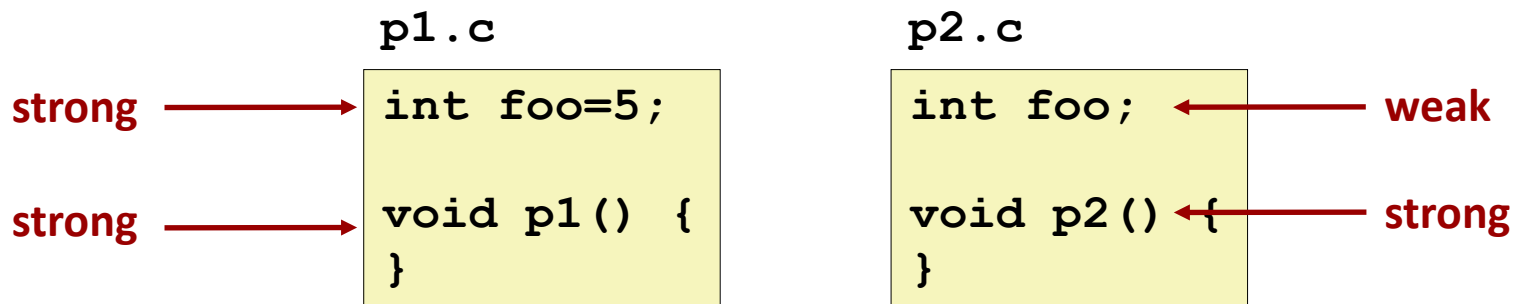 p1.c
p2.c
strong
int foo=5;
int foo;
weak
strong
void p1() {
void p2() {
strong
}
}